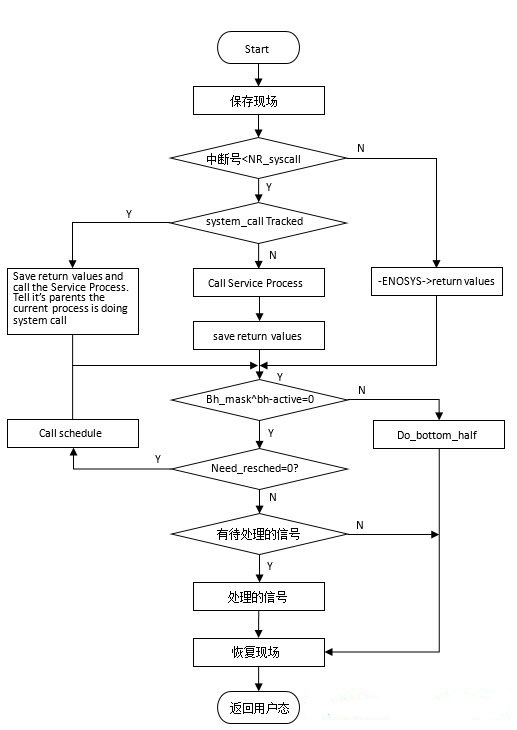 Start
保存现场
中断号<NR_syscall
N
Y
system_call Tracked
Y
N
Save return values and
call the Service Process.
Tell it's parents the
current process is doing
system call
Call Service Process
-ENOSYS->return values
save return values
Y
Bh_mask^bh-active=0
N
Y
Call schedule
Do_bottom_half
Need_resched=0?
Y
N
有待处理的信号
N
Y
处理的信号
恢复现场
返回用户态